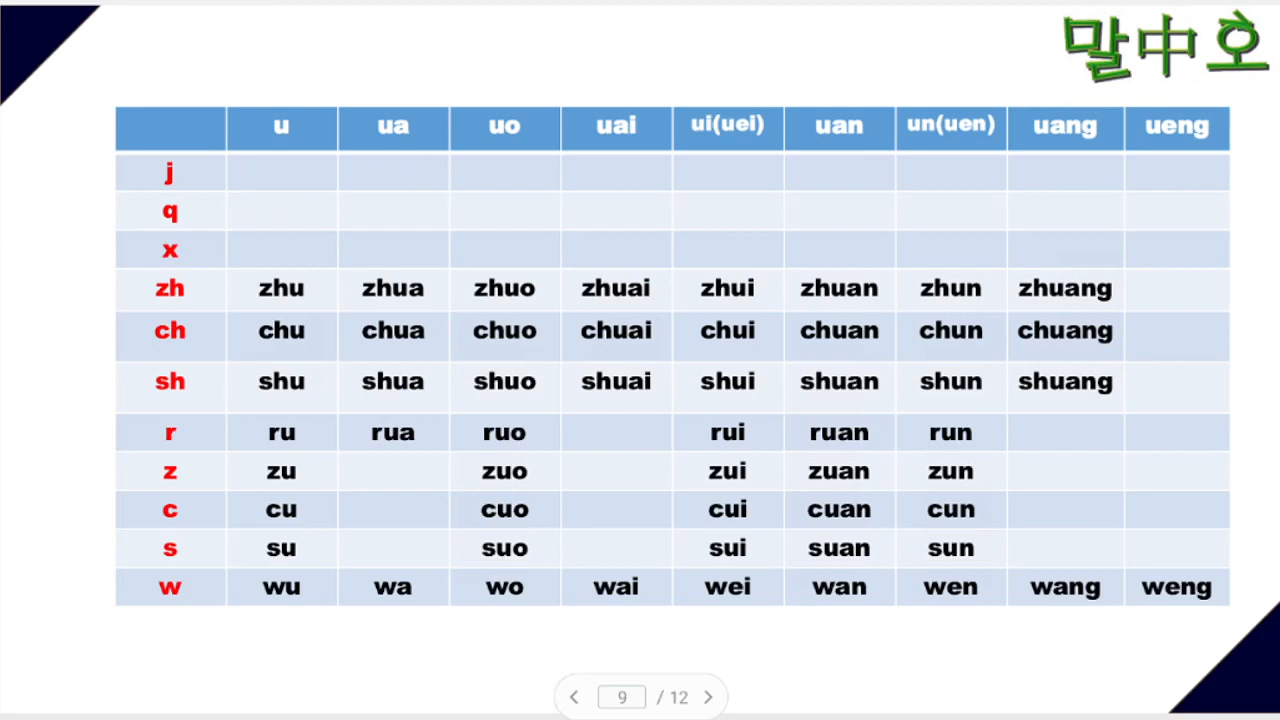 말中호
u ua uo uai ui(uei) uan un(uen) uang ueng
j
q
x
zh zhu zhua zhuo zhuai zhui zhuan zhun zhuang
ch chu chua chuo chuai chui chuan chun chuang
sh shu shua shuo shuai shui shuan shun shuang
r ru rua ruo rui ruan run
z zu zuo zui zuan zun
c cu cuo cui cuan cun
s su suo sui suan sun
w wu wa wo wai wei wan wen wang weng
9 / 12